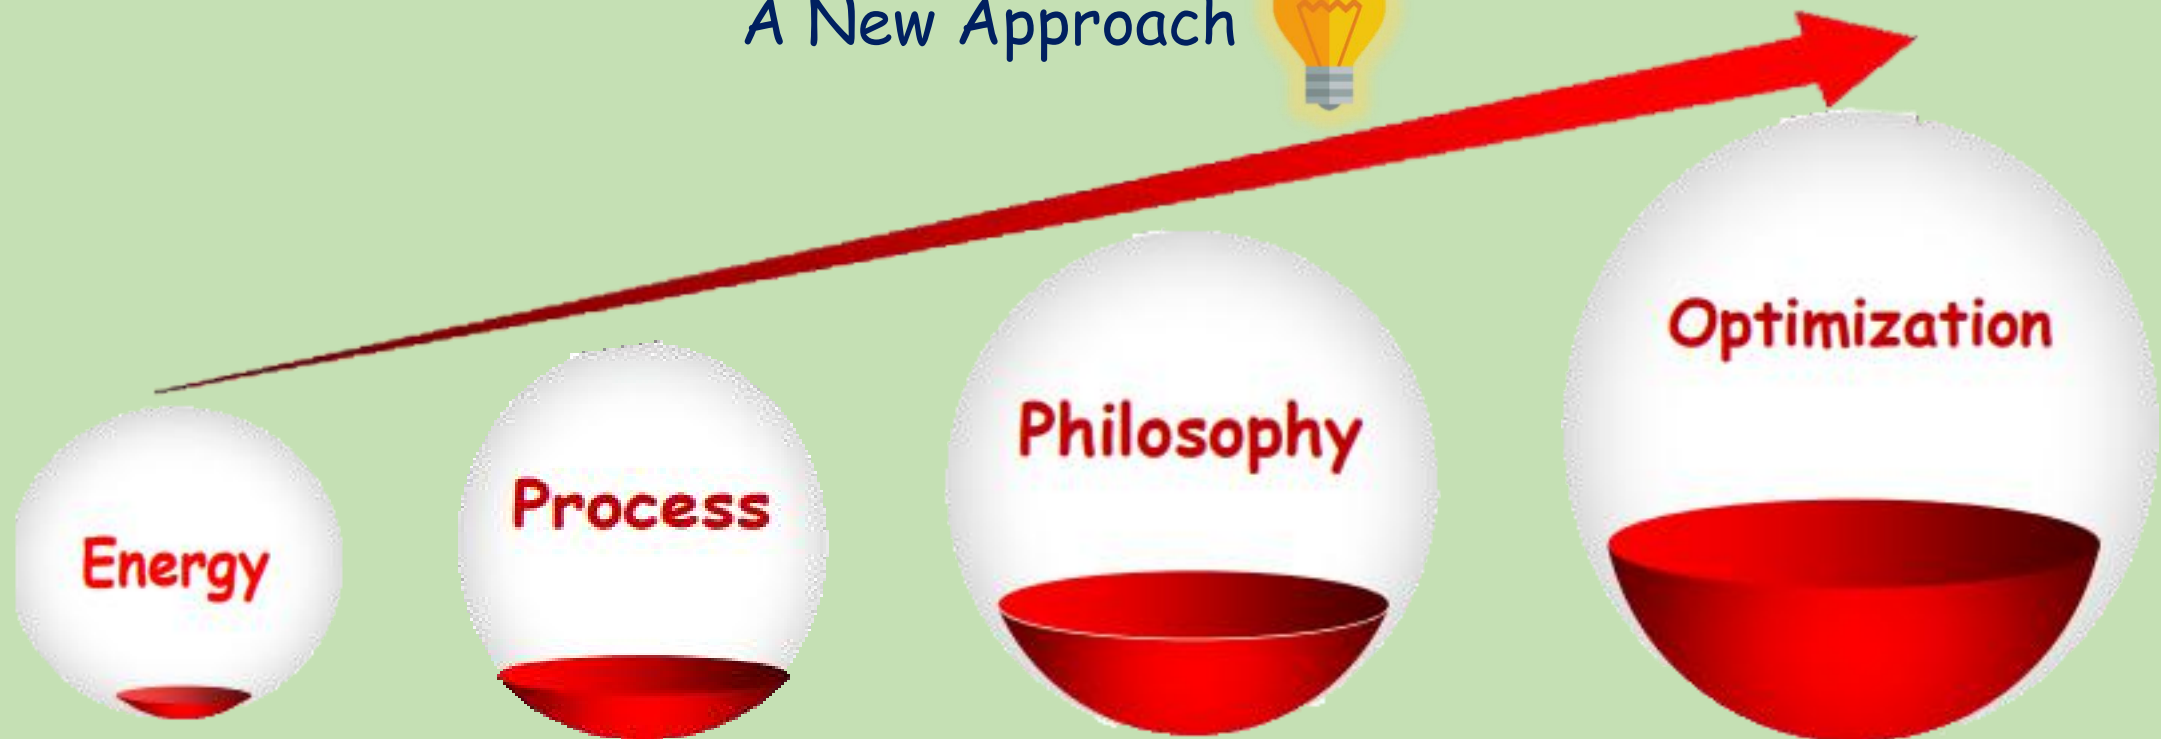 A New Approach
Energy
Process
Philosophy
Optimization